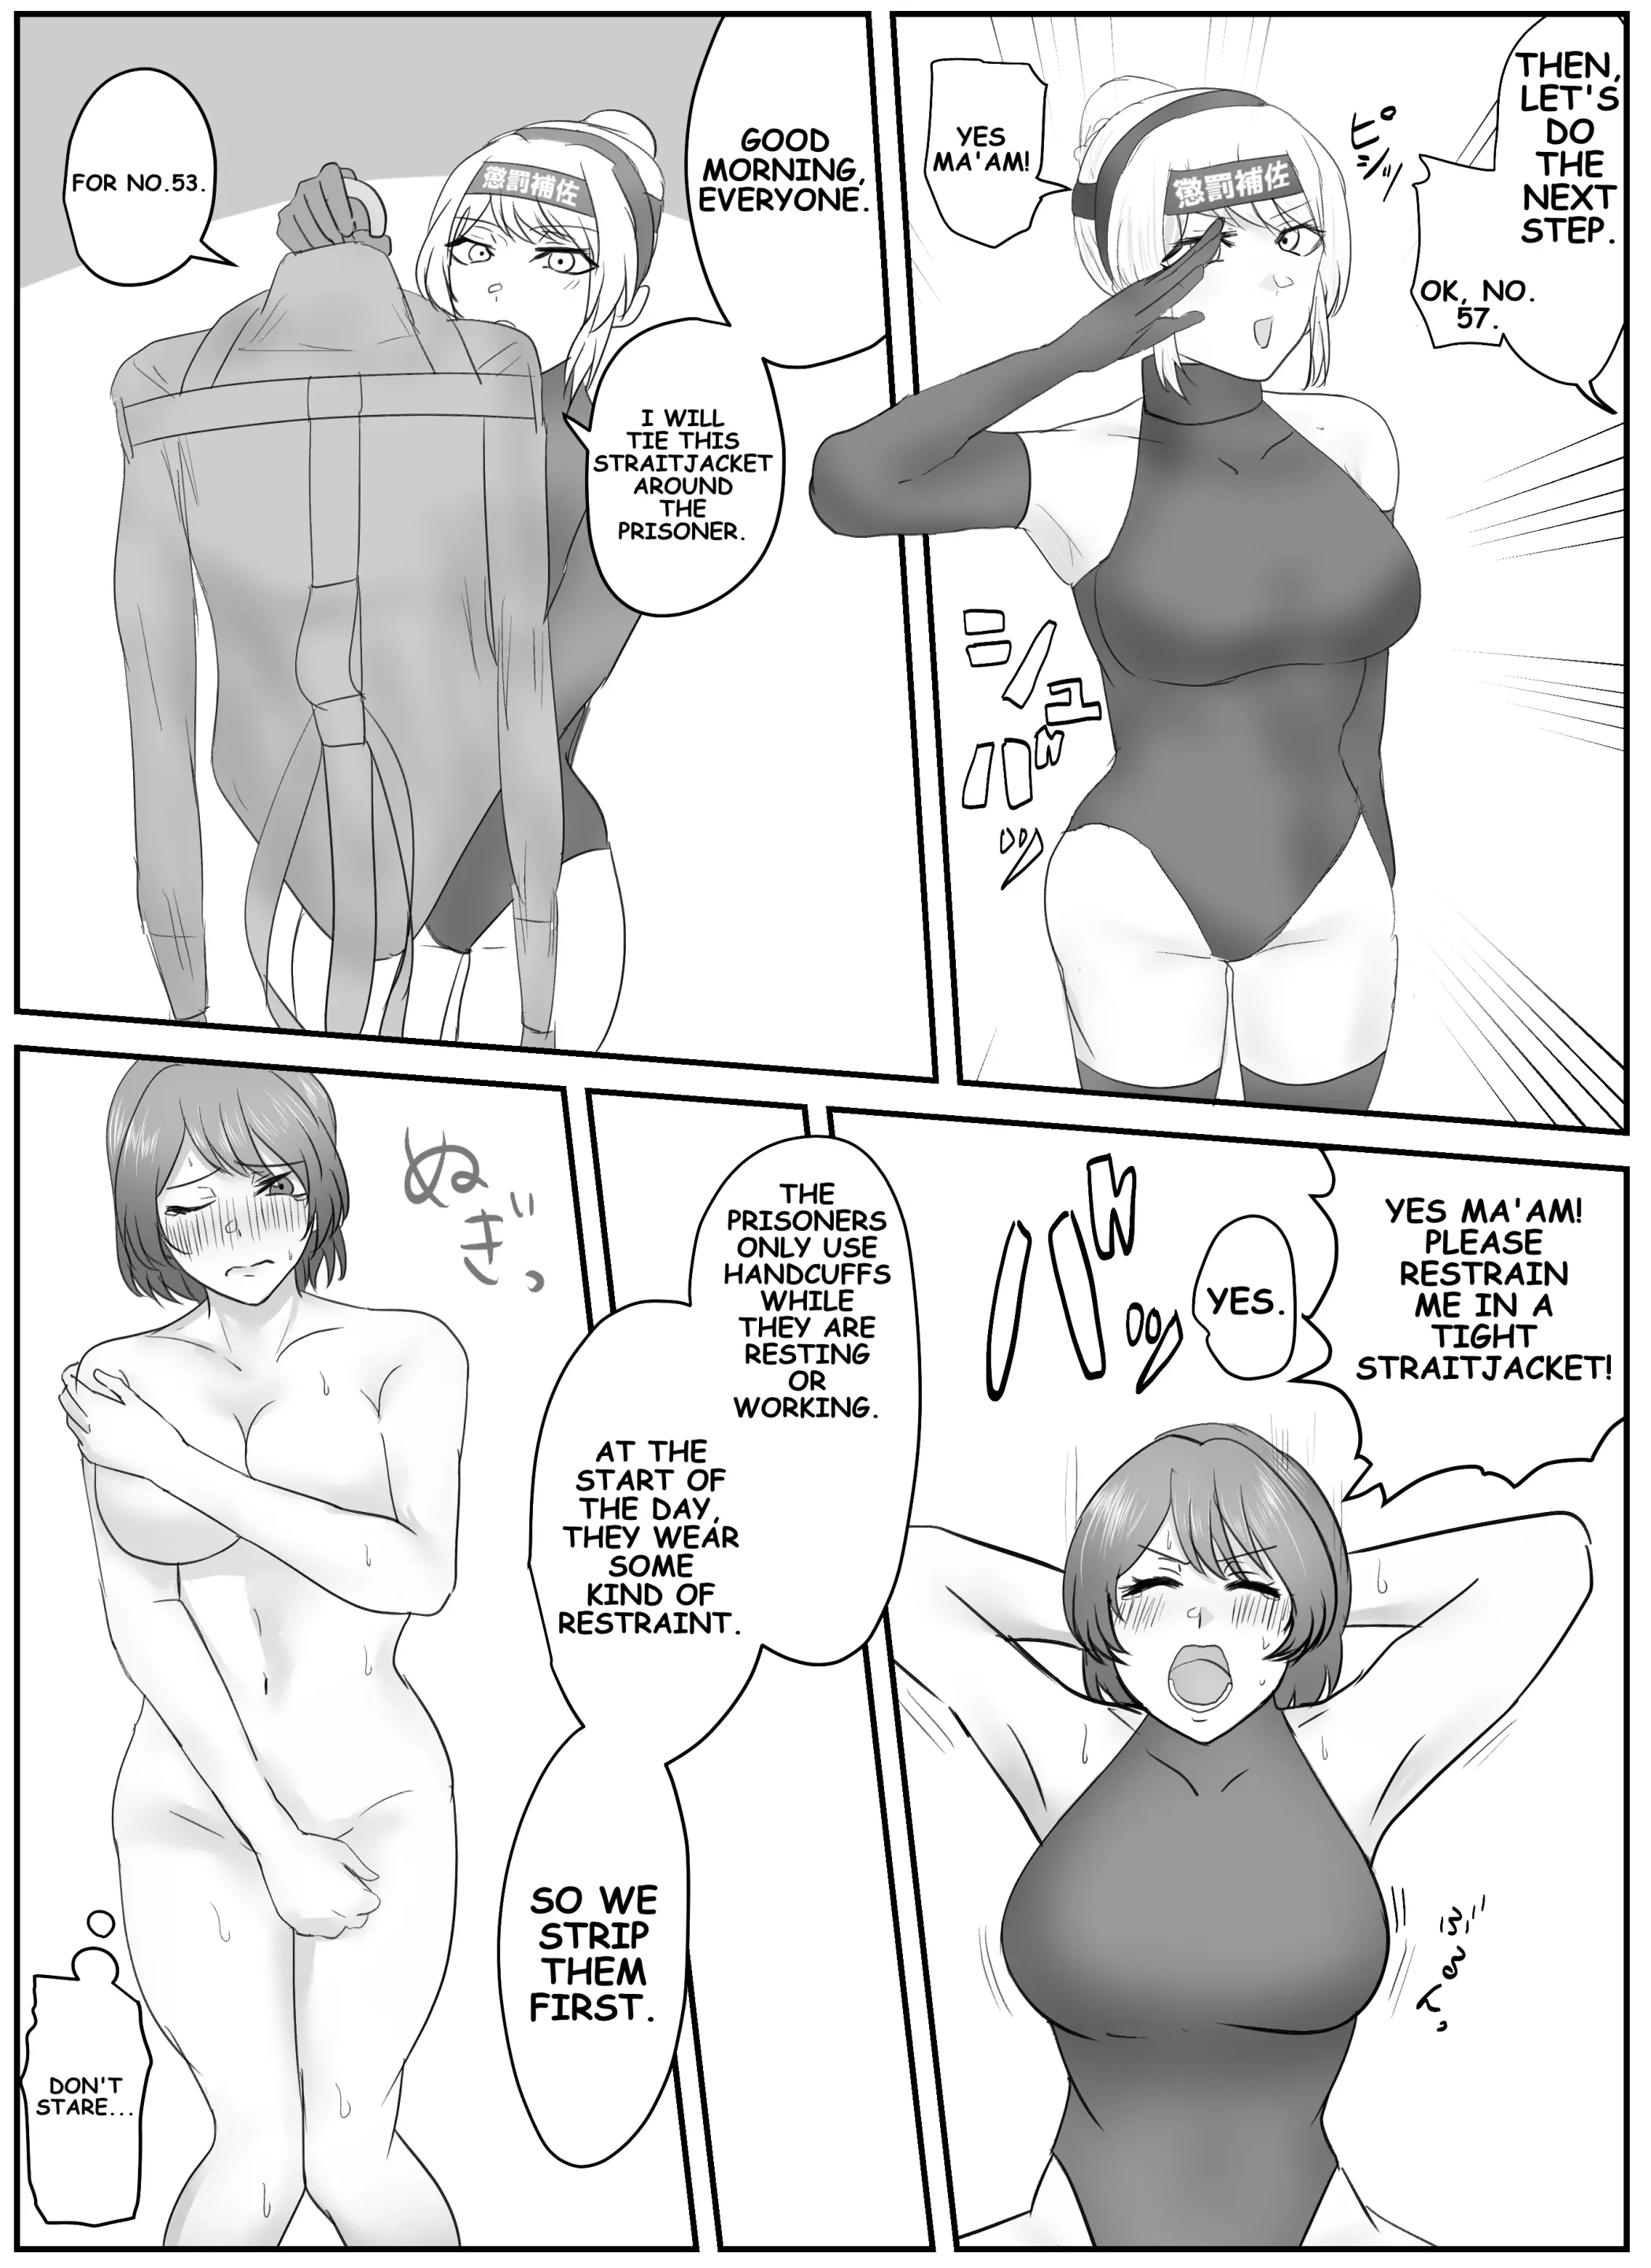 THEN,
LET'S
DO
THE
NEXT
STEP.
OK, NO.
57.
YES
MA'AM!
ピシッ
懲罰補佐
シュバッ
GOOD
MORNING,
EVERYONE.
I WILL
TIE THIS
STRAITJACKET
AROUND
THE
PRISONER.
FOR NO.53.
懲罰補佐
YES MA'AM!
PLEASE
RESTRAIN
ME IN A
TIGHT
STRAITJACKET!
YES.
バッ
THE
PRISONERS
ONLY USE
HANDCUFFS
WHILE
THEY ARE
RESTING
OR
WORKING.
AT THE
START OF
THE DAY,
THEY WEAR
SOME
KIND OF
RESTRAINT.
SO WE
STRIP
THEM
FIRST.
ぬぎぃっ
DON'T
STARE...